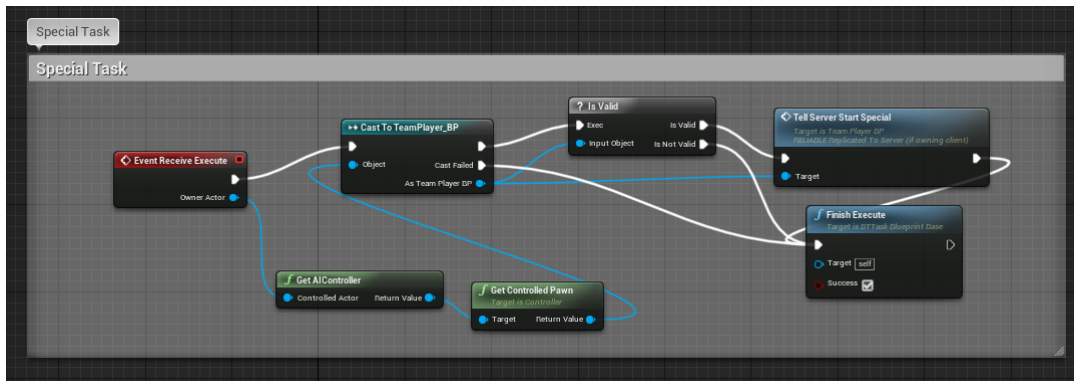 Special Task
Special Task
Event Receive Execute
Owner Actor
Cast To TeamPlayer_BP
Object
Cast Failed
As Team Player BP
? Is Valid
Exec
Is Valid
Input Object
Is Not Valid
Tell Server Start Special
Target is Team Player BP
RELIABLE Replicated To Server (if owning client)
Target
f Finish Execute
Target is BTTask Blueprint Base
Target
self
Success
f Get AIController
Controlled Actor
Return Value
f Get Controlled Pawn
Target is Controller
Target
Return Value